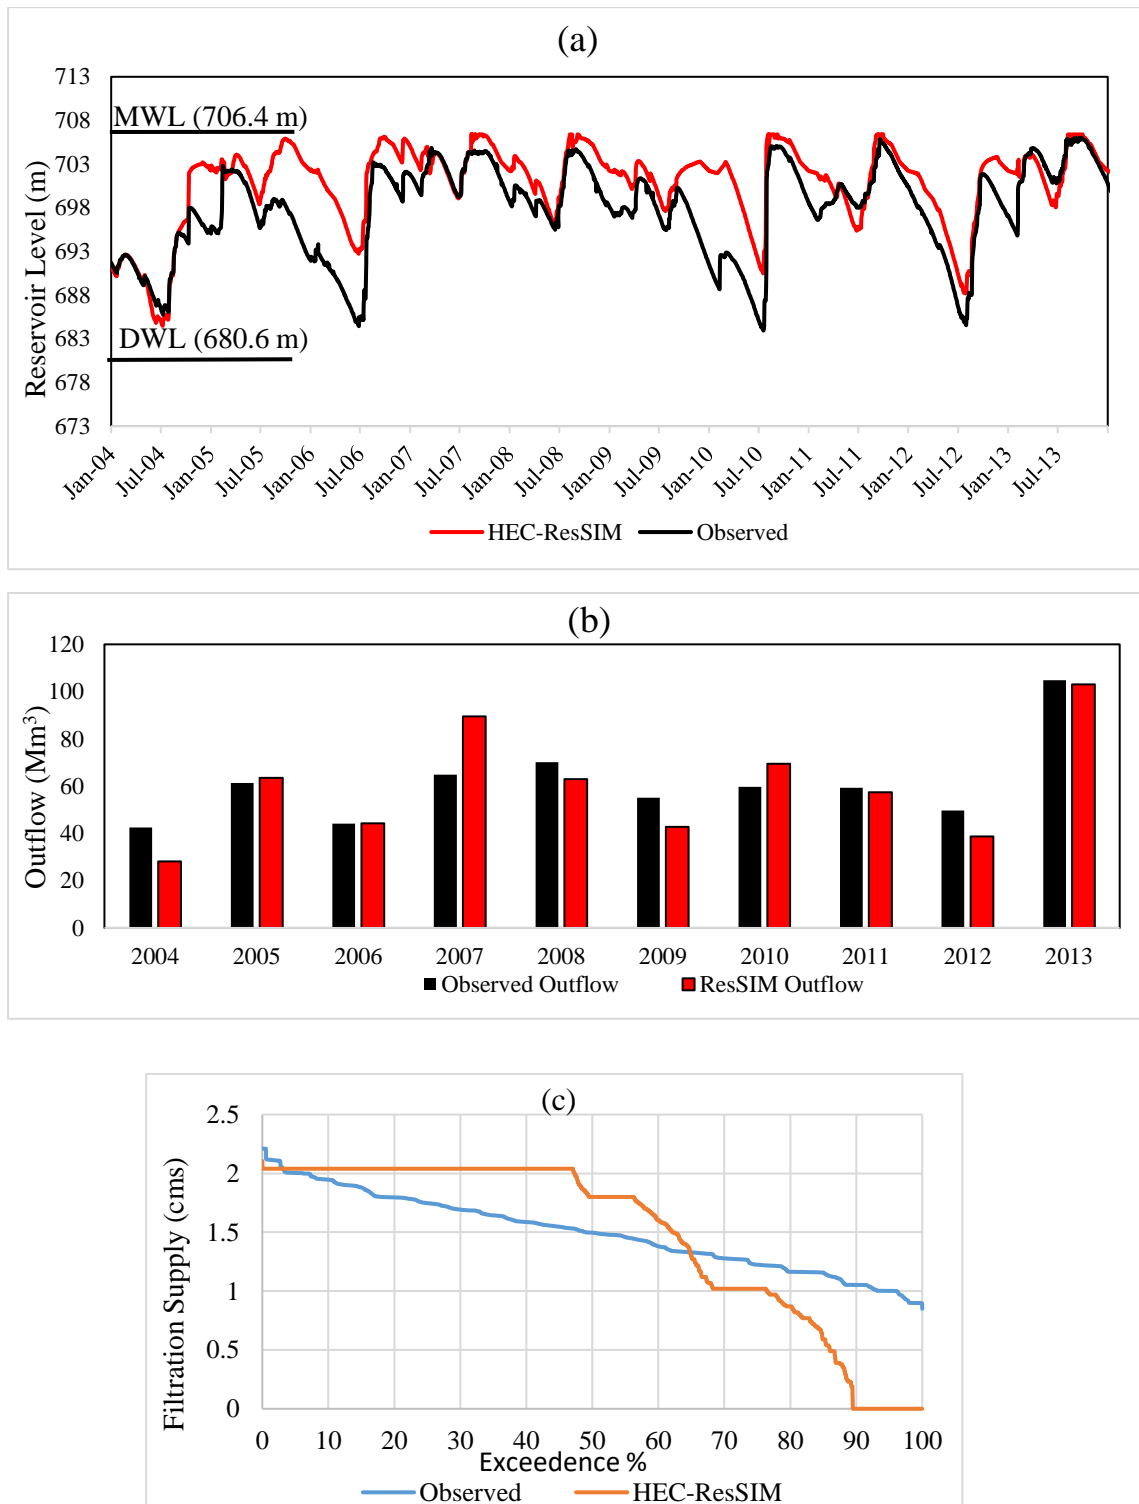 (a)
Reservoir Level (m)
713
708
703
698
693
688
683
678
673
MWL (706.4 m)
DWL (680.6 m)
Jan-04
Jul-04
Jan-05
Jul-05
Jan-06
Jul-06
Jan-07
Jul-07
Jan-08
Jul-08
Jan-09
Jul-09
Jan-10
Jul-10
Jan-11
Jul-11
Jan-12
Jul-12
Jan-13
Jul-13
HEC-ResSIM Observed
(b)
Outflow (Mm³)
120
100
80
60
40
20
0
2004 2005 2006 2007 2008 2009 2010 2011 2012 2013
Observed Outflow ResSIM Outflow
(c)
Filtration Supply (cms)
2.5
2
1.5
1
0.5
0
0 10 20 30 40 50 60 70 80 90 100
Exceedence %
Observed HEC-ResSIM